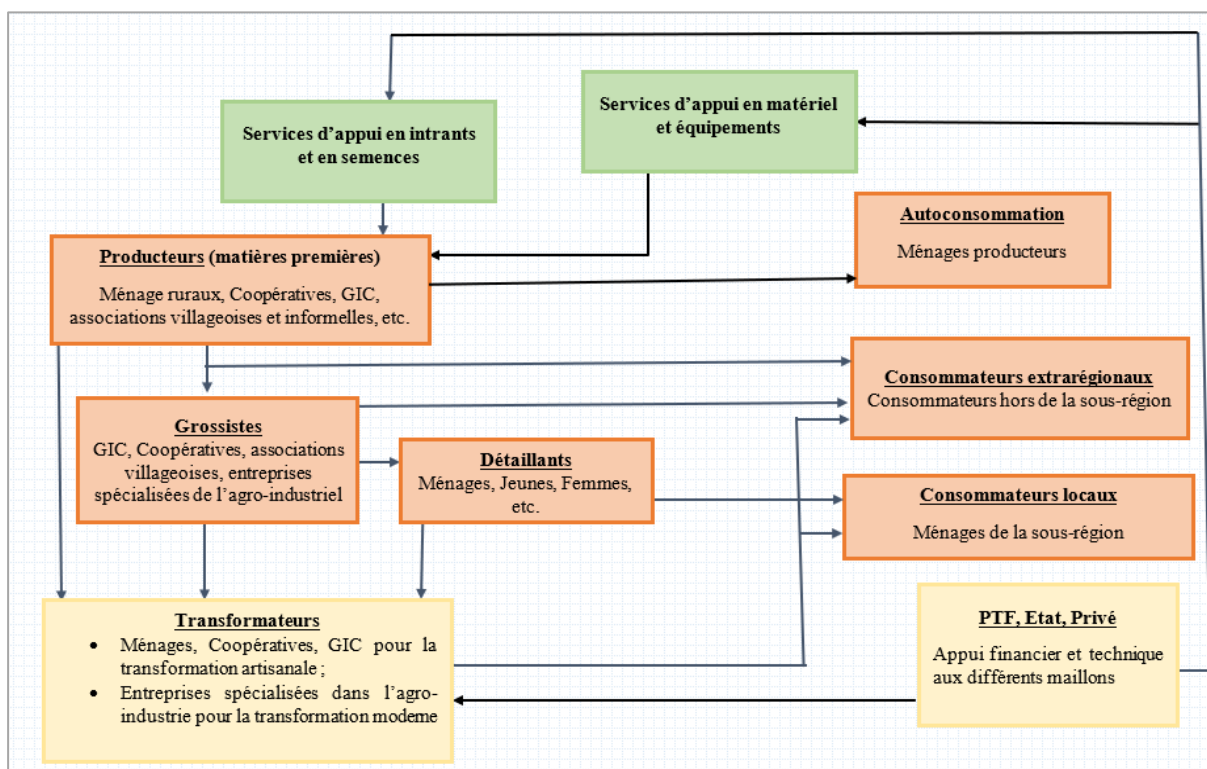 Services d'appui en intrants
et en semences
Services d'appui en matériel
et équipements
Producteurs (matières premières)
Ménage ruraux, Coopératives, GIC,
associations villageoises et informelles, etc.
Autoconsommation
Ménages producteurs
Consommateurs extrarégionaux
Consommateurs hors de la sous-région
Grossistes
GIC, Coopératives, associations
villageoises, entreprises
spécialisées de l'agro-industriel
Détaillants
Ménages, Jeunes, Femmes,
etc.
Consommateurs locaux
Ménages de la sous-région
Transformateurs
• Ménages, Coopératives, GIC pour la
transformation artisanale ;
• Entreprises spécialisées dans l'agro-
industrie pour la transformation moderne
PTF, Etat, Privé
Appui financier et technique
aux différents maillons